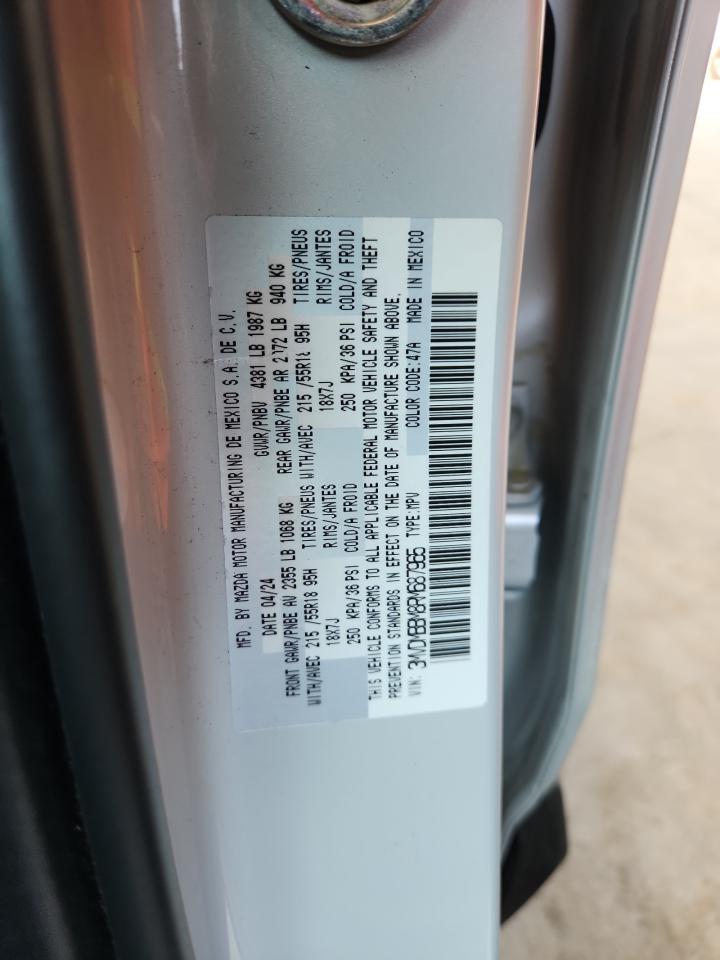 MFD. BY MAZDA MOTOR MANUFACTURING DE MEXICO S.A. DE C.V.
DATE 04/24 GVWR/PNBV 4381 LB 1987 KG
FRONT GAWR/PNBE AV 2355 LB 1068 KG REAR GAWR/PNBE AR 2172 LB 940 KG
WITH/AVEC 215 /55R18 95H TIRES/PNEUS WITH/AVEC 215 /55R18 95H TIRES/PNEUS
18X7J RIMS/JANTES 18X7J RIMS/JANTES
250 KPA/36 PSI COLD/A FROID 250 KPA/36 PSI COLD/A FROID
THIS VEHICLE CONFORMS TO ALL APPLICABLE FEDERAL MOTOR VEHICLE SAFETY AND THEFT
PREVENTION STANDARDS IN EFFECT ON THE DATE OF MANUFACTURE SHOWN ABOVE.
VIN: TYPE:MPV COLOR CODE:47A MADE IN MEXICO